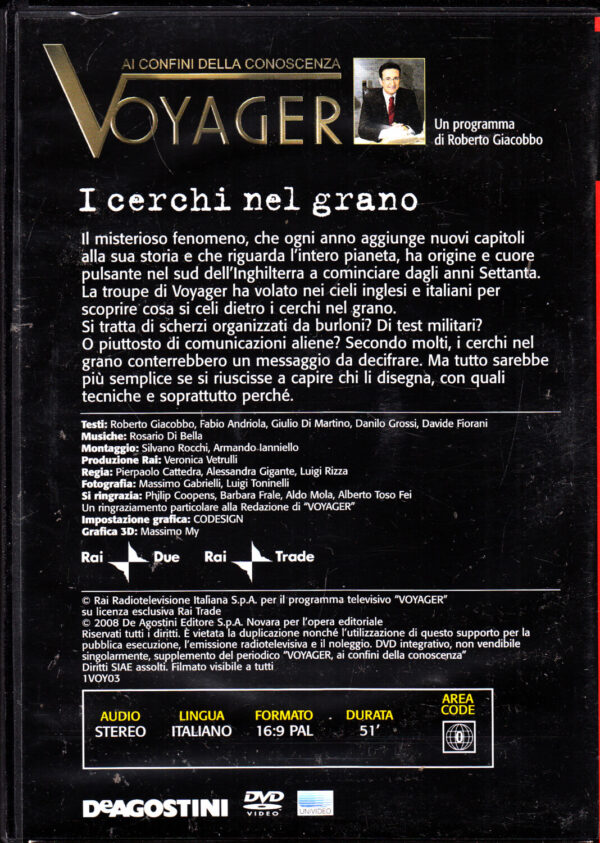 AI CONFINI DELLA CONOSCENZA
VOYAGER
Un programma
di Roberto Giacobbo
I cerchi nel grano
Il misterioso fenomeno, che ogni anno aggiunge nuovi capitoli
alla sua storia e che riguarda l'intero pianeta, ha origine e cuore
pulsante nel sud dell'Inghilterra a cominciare dagli anni Settanta.
La troupe di Voyager ha volato nei cieli inglesi e italiani per
scoprire cosa si celi dietro i cerchi nel grano.
Si tratta di scherzi organizzati da burloni? Di test militari?
O piuttosto di comunicazioni aliene? Secondo molti, i cerchi nel
grano conterrebbero un messaggio da decifrare. Ma tutto sarebbe
più semplice se si riuscisse a capire chi li disegna, con quali
tecniche e soprattutto perché.
Testi: Roberto Giacobbo, Fabio Andriola, Giulio Di Martino, Danilo Grossi, Davide Fiorani
Musiche: Rosario Di Bella
Montaggio: Silvano Rocchi, Armando Ianniello
Produzione Rai: Veronica Vetrulli
Regia: Pierpaolo Cattedra, Alessandra Gigante, Luigi Rizza
Fotografia: Massimo Gabrielli, Luigi Toninelli
Si ringrazia: Philip Coopens, Barbara Frale, Aldo Mola, Alberto Toso Fei
Un ringraziamento particolare alla Redazione di "VOYAGER"
Impostazione grafica: CODESIGN
Grafica 3D: Massimo My
Rai Due Rai Trade
© Rai Radiotelevisione Italiana S.p.A. per il programma televisivo "VOYAGER"
su licenza esclusiva Rai Trade
© 2008 De Agostini Editore S.p.A. Novara per l'opera editoriale
Riservati tutti i diritti. È vietata la duplicazione nonché l'utilizzazione di questo supporto per la
pubblica esecuzione, l'emissione radiotelevisiva e il noleggio. DVD integrativo, non vendibile
singolarmente, supplemento del periodico "VOYAGER, ai confini della conoscenza"
Diritti SIAE assolti. Filmato visibile a tutti
1VOY03
AUDIO LINGUA FORMATO DURATA AREA CODE
STEREO ITALIANO 16:9 PAL 51' 0
DeAGOSTINI DVD VIDEO UNIVIDEO